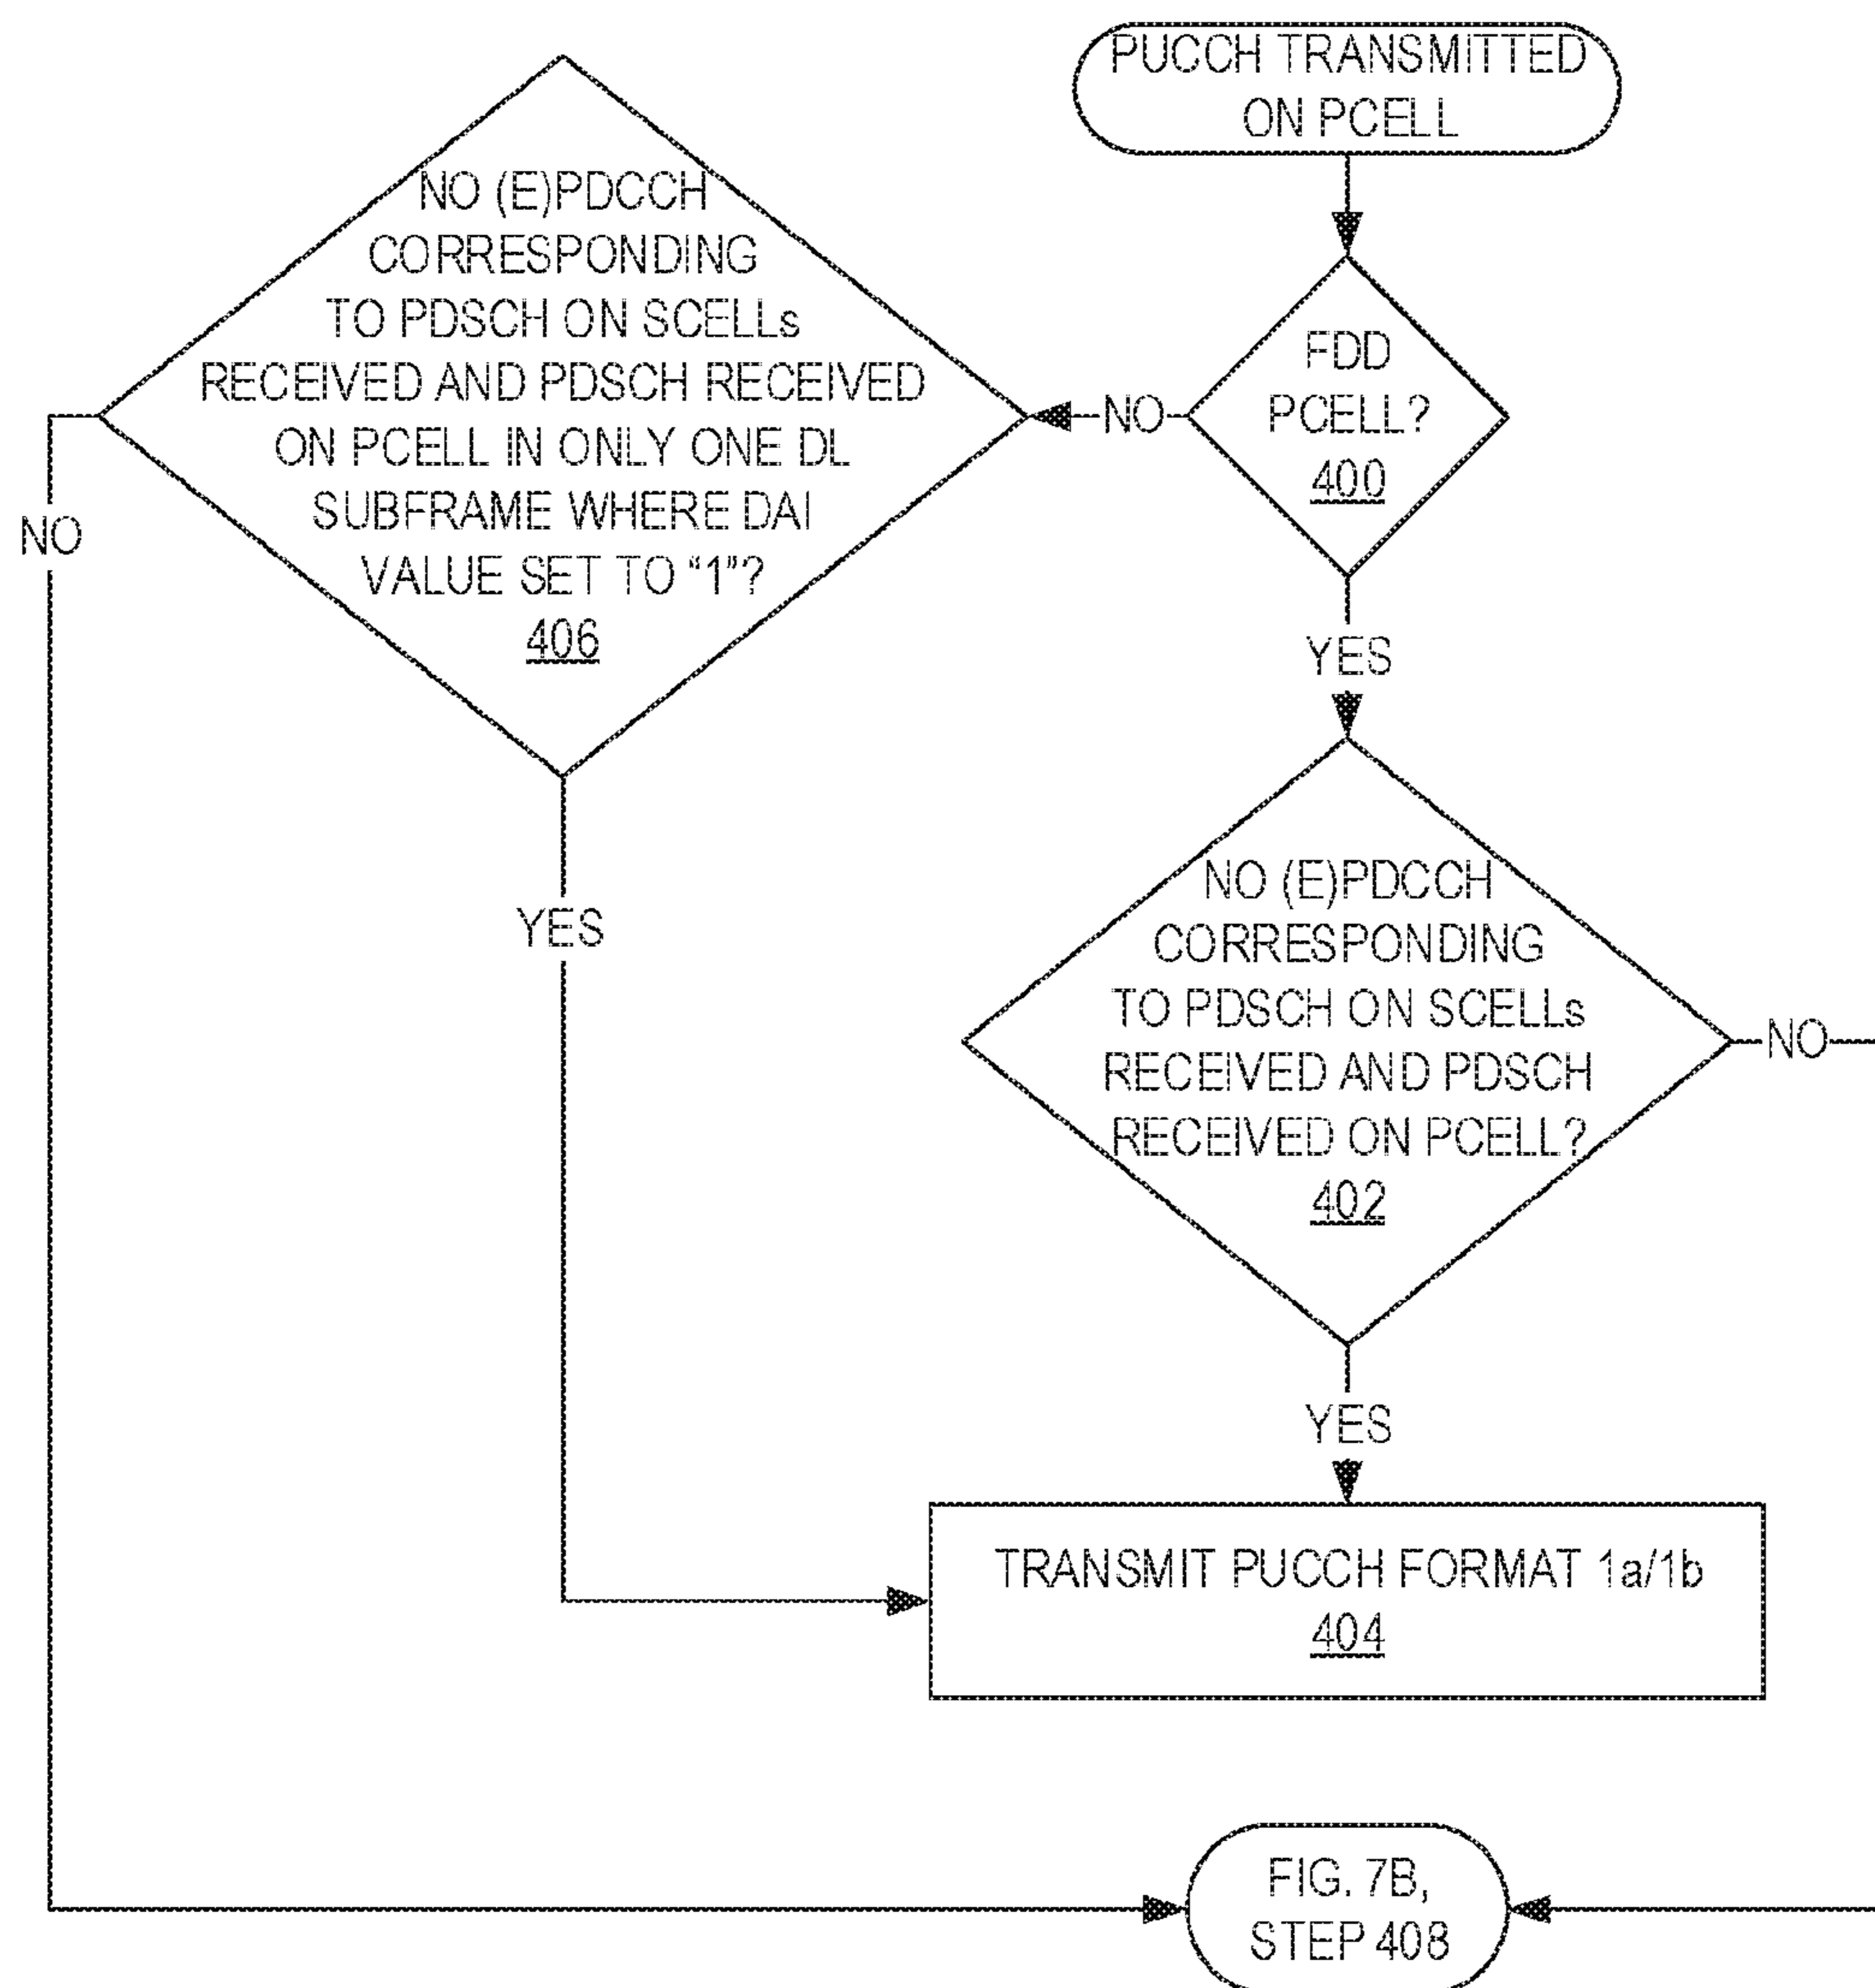 PUCCH TRANSMITTED
ON PCELL
FDD
PCELL?
400
NO
YES
NO (E)PDCCH
CORRESPONDING
TO PDSCH ON SCELLs
RECEIVED AND PDSCH RECEIVED
ON PCELL IN ONLY ONE DL
SUBFRAME WHERE DAI
VALUE SET TO “1”?
406
NO
YES
NO (E)PDCCH
CORRESPONDING
TO PDSCH ON SCELLs
RECEIVED AND PDSCH
RECEIVED ON PCELL?
402
NO
YES
TRANSMIT PUCCH FORMAT 1a/1b
404
FIG. 7B,
STEP 408